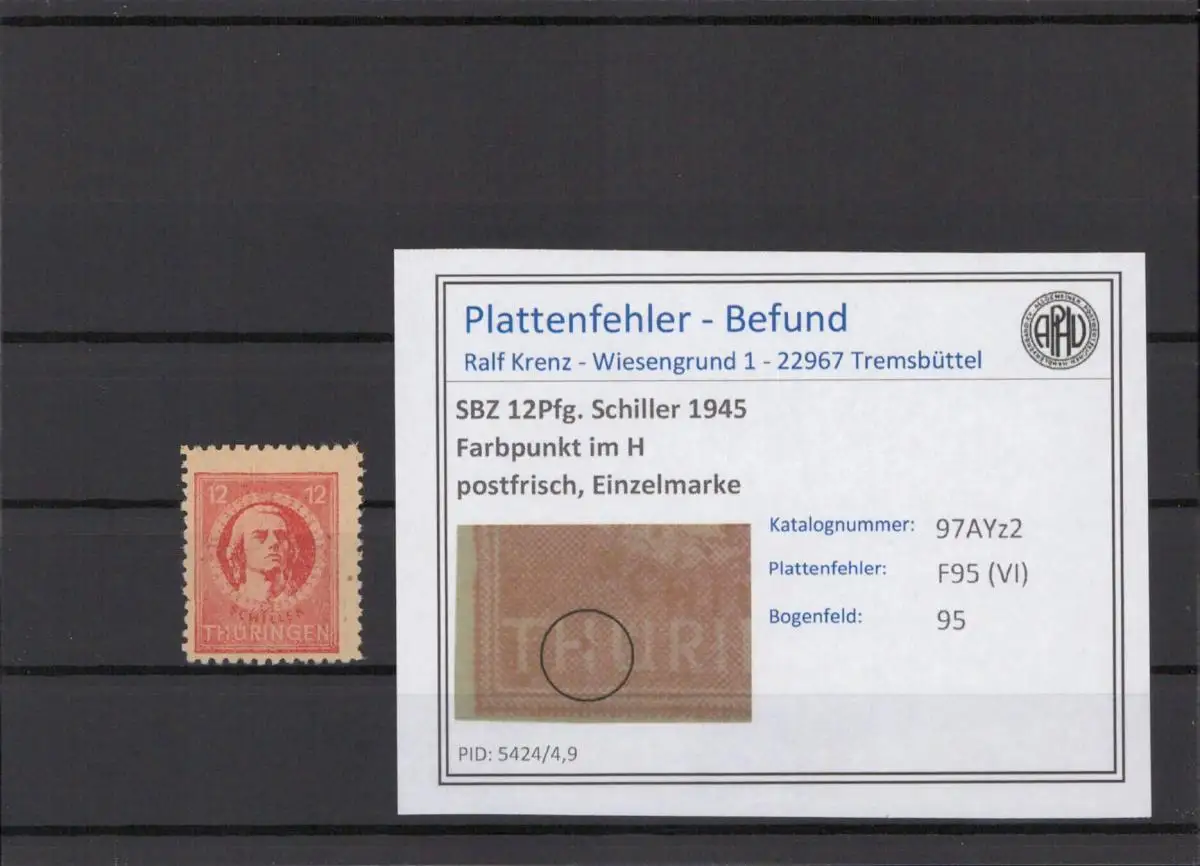 12 12
SCHILLER
THÜRINGEN
Plattenfehler - Befund
Ralf Krenz - Wiesengrund 1 - 22967 Tremsbüttel
APHV
SBZ 12Pfg. Schiller 1945
Farbpunkt im H
postfrisch, Einzelmarke
THÜRI
Katalognummer: 97AYz2
Plattenfehler: F95 (VI)
Bogenfeld: 95
PID: 5424/4,9